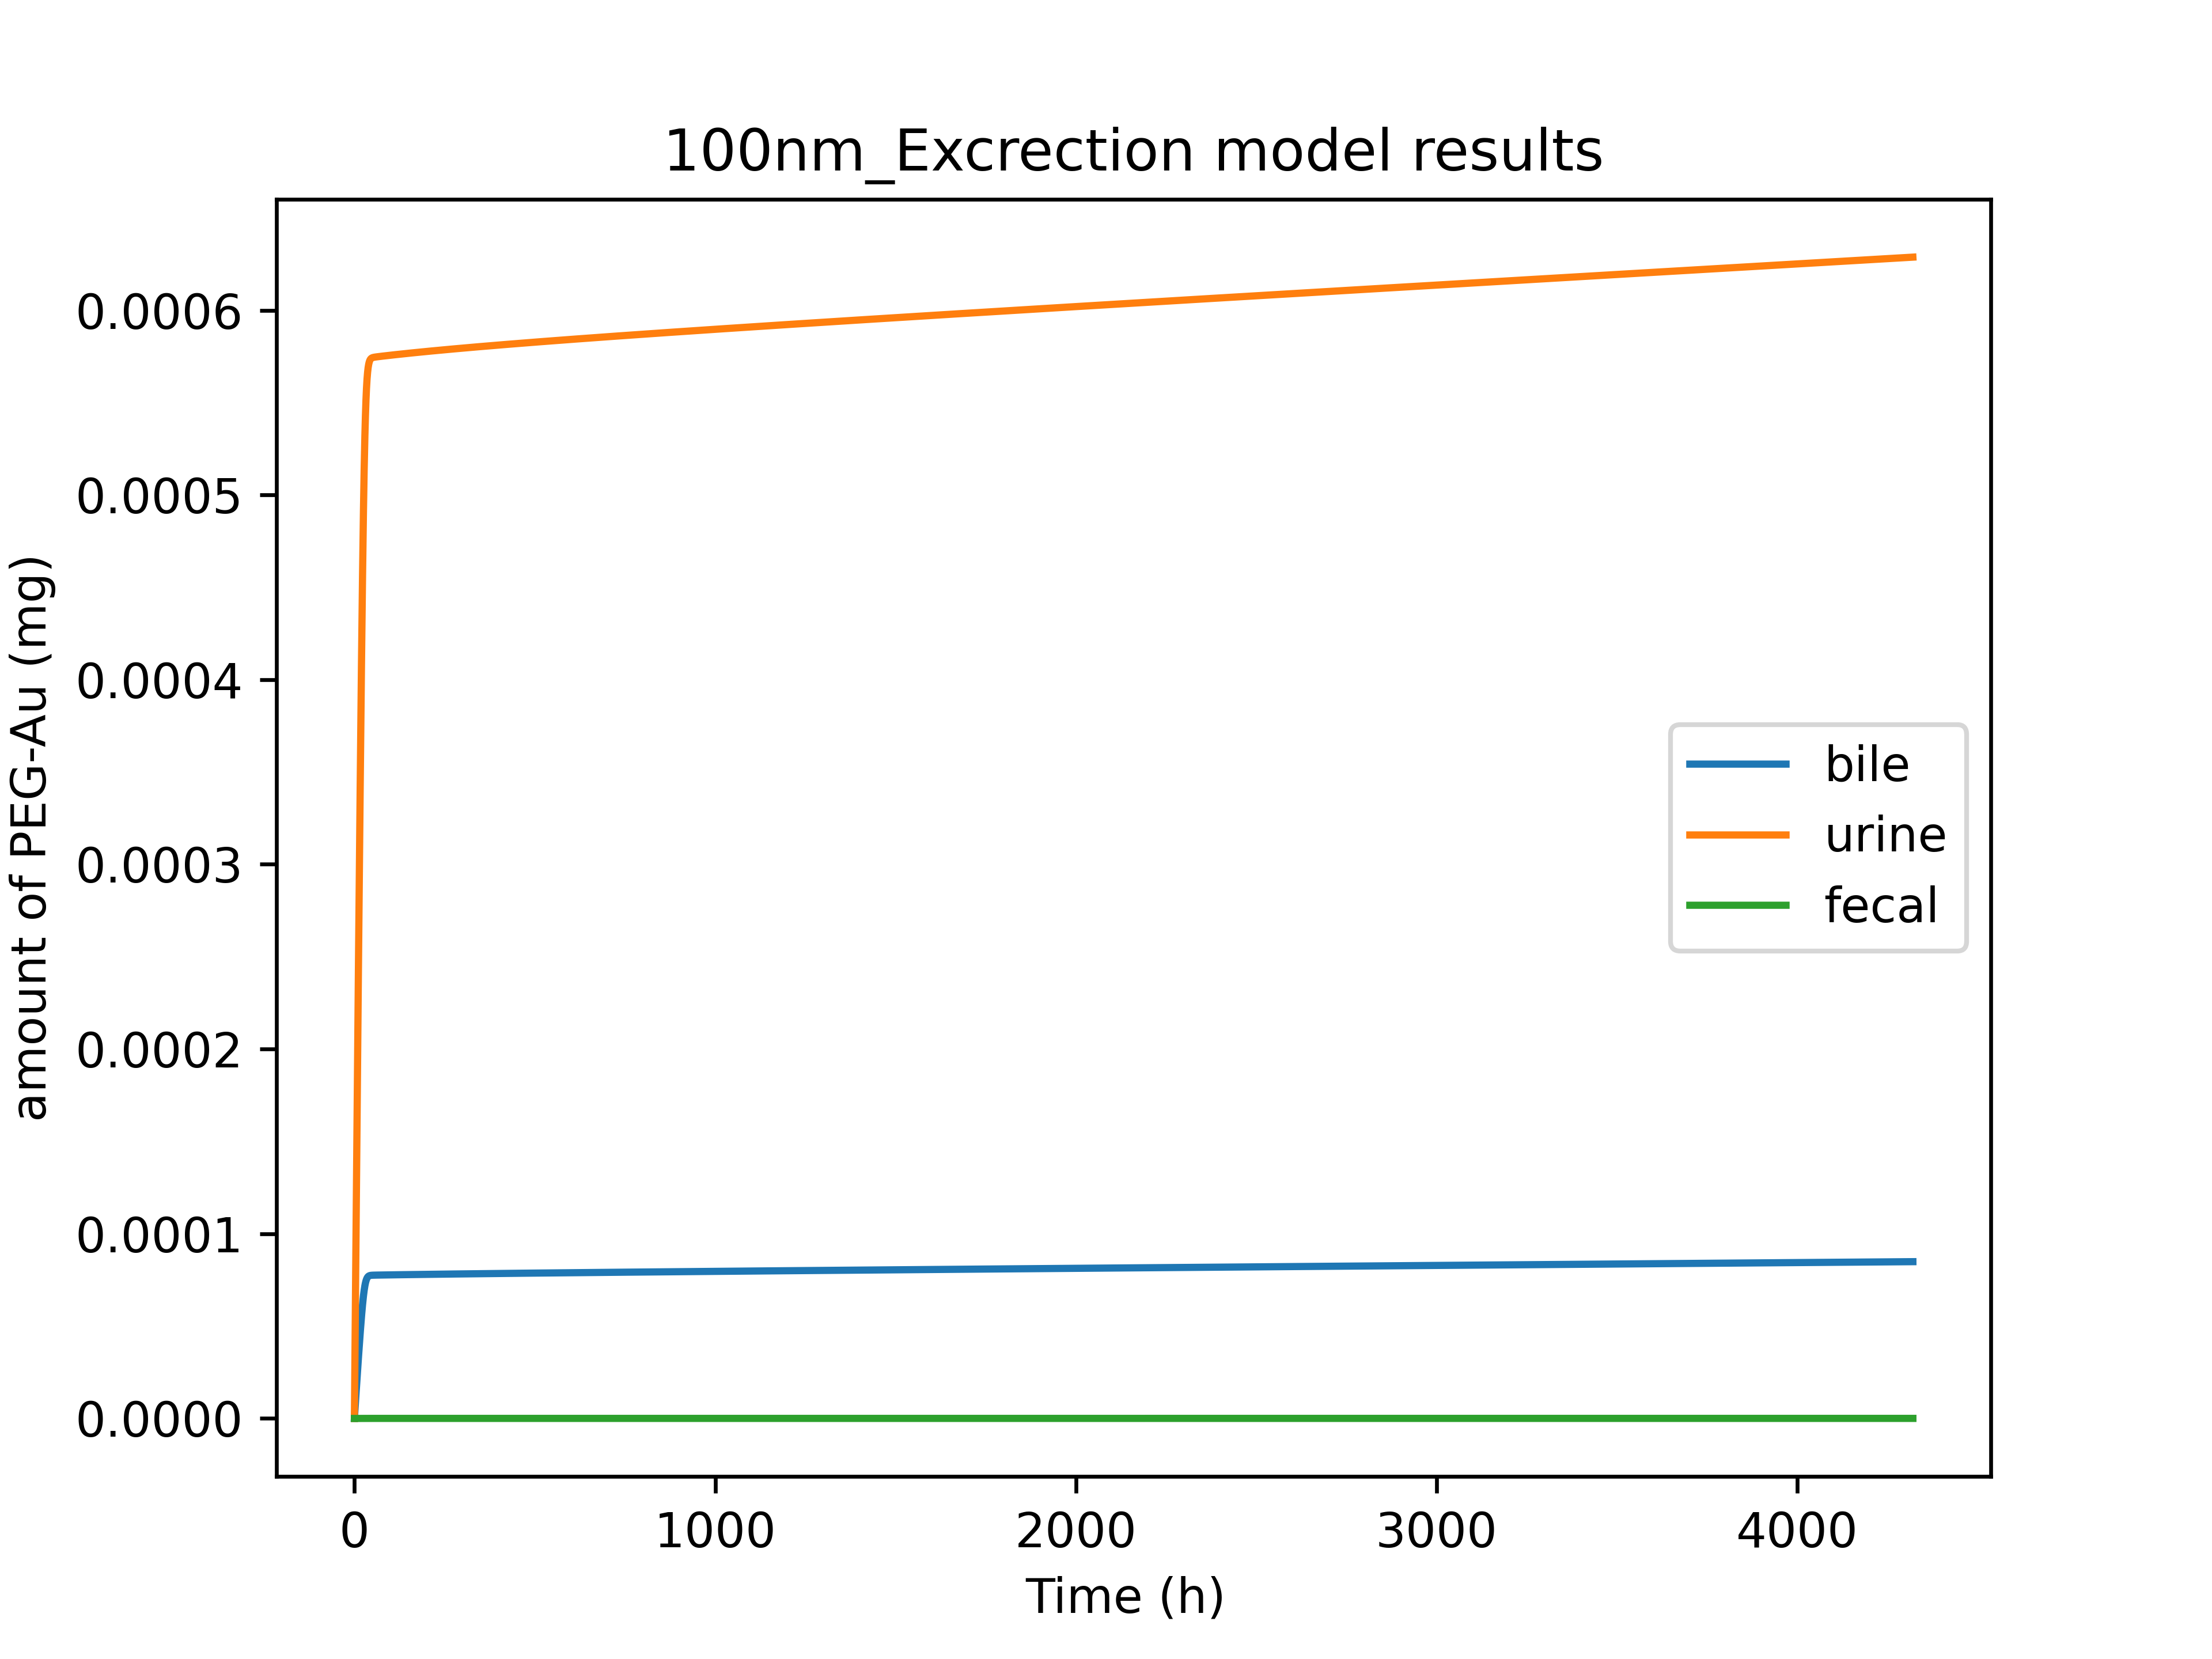 100nm_Excrection model results
amount of PEG-Au (mg)
0.0006
0.0005
0.0004
0.0003
0.0002
0.0001
0.0000
bile
urine
fecal
0 1000 2000 3000 4000
Time (h)